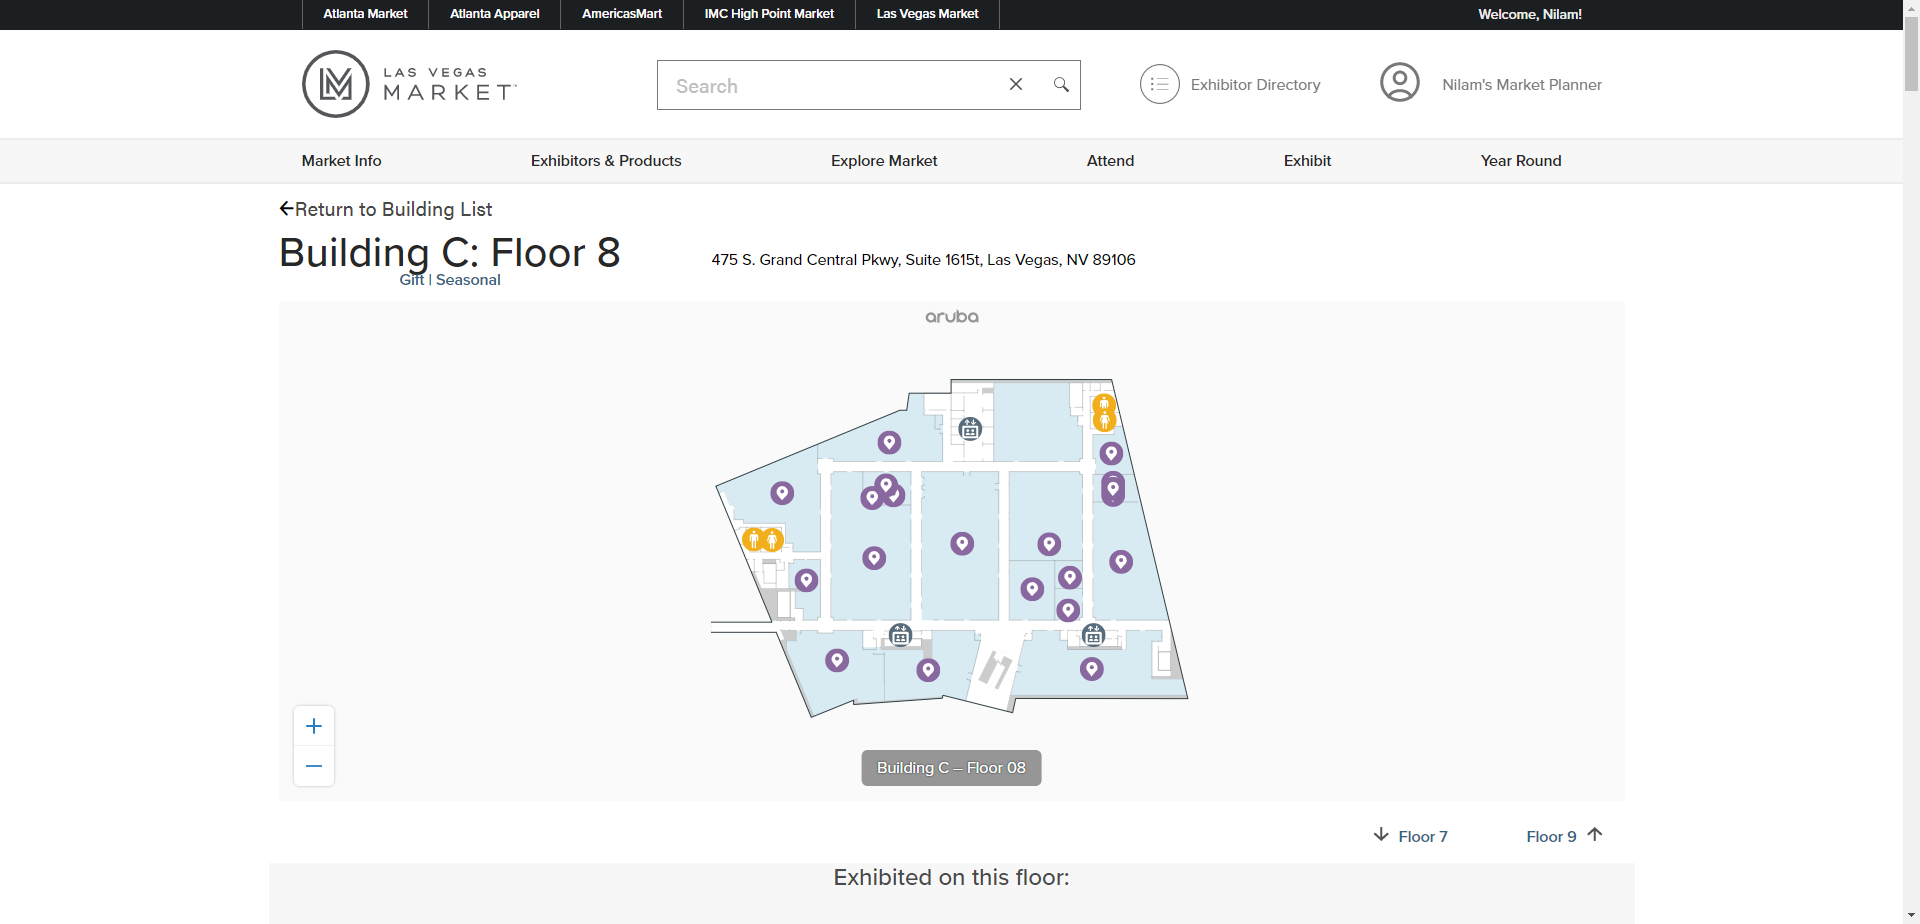 Atlanta Market
Atlanta Apparel
AmericasMart
IMC High Point Market
Las Vegas Market
Welcome, Nilam!
LAS VEGAS
MARKET
Search
Exhibitor Directory
Nilam's Market Planner
Market Info
Exhibitors & Products
Explore Market
Attend
Exhibit
Year Round
Return to Building List
Building C: Floor 8
475 S. Grand Central Pkwy, Suite 1615t, Las Vegas, NV 89106
Gift | Seasonal
aruba
+
−
Building C – Floor 08
Floor 7
Floor 9
Exhibited on this floor: